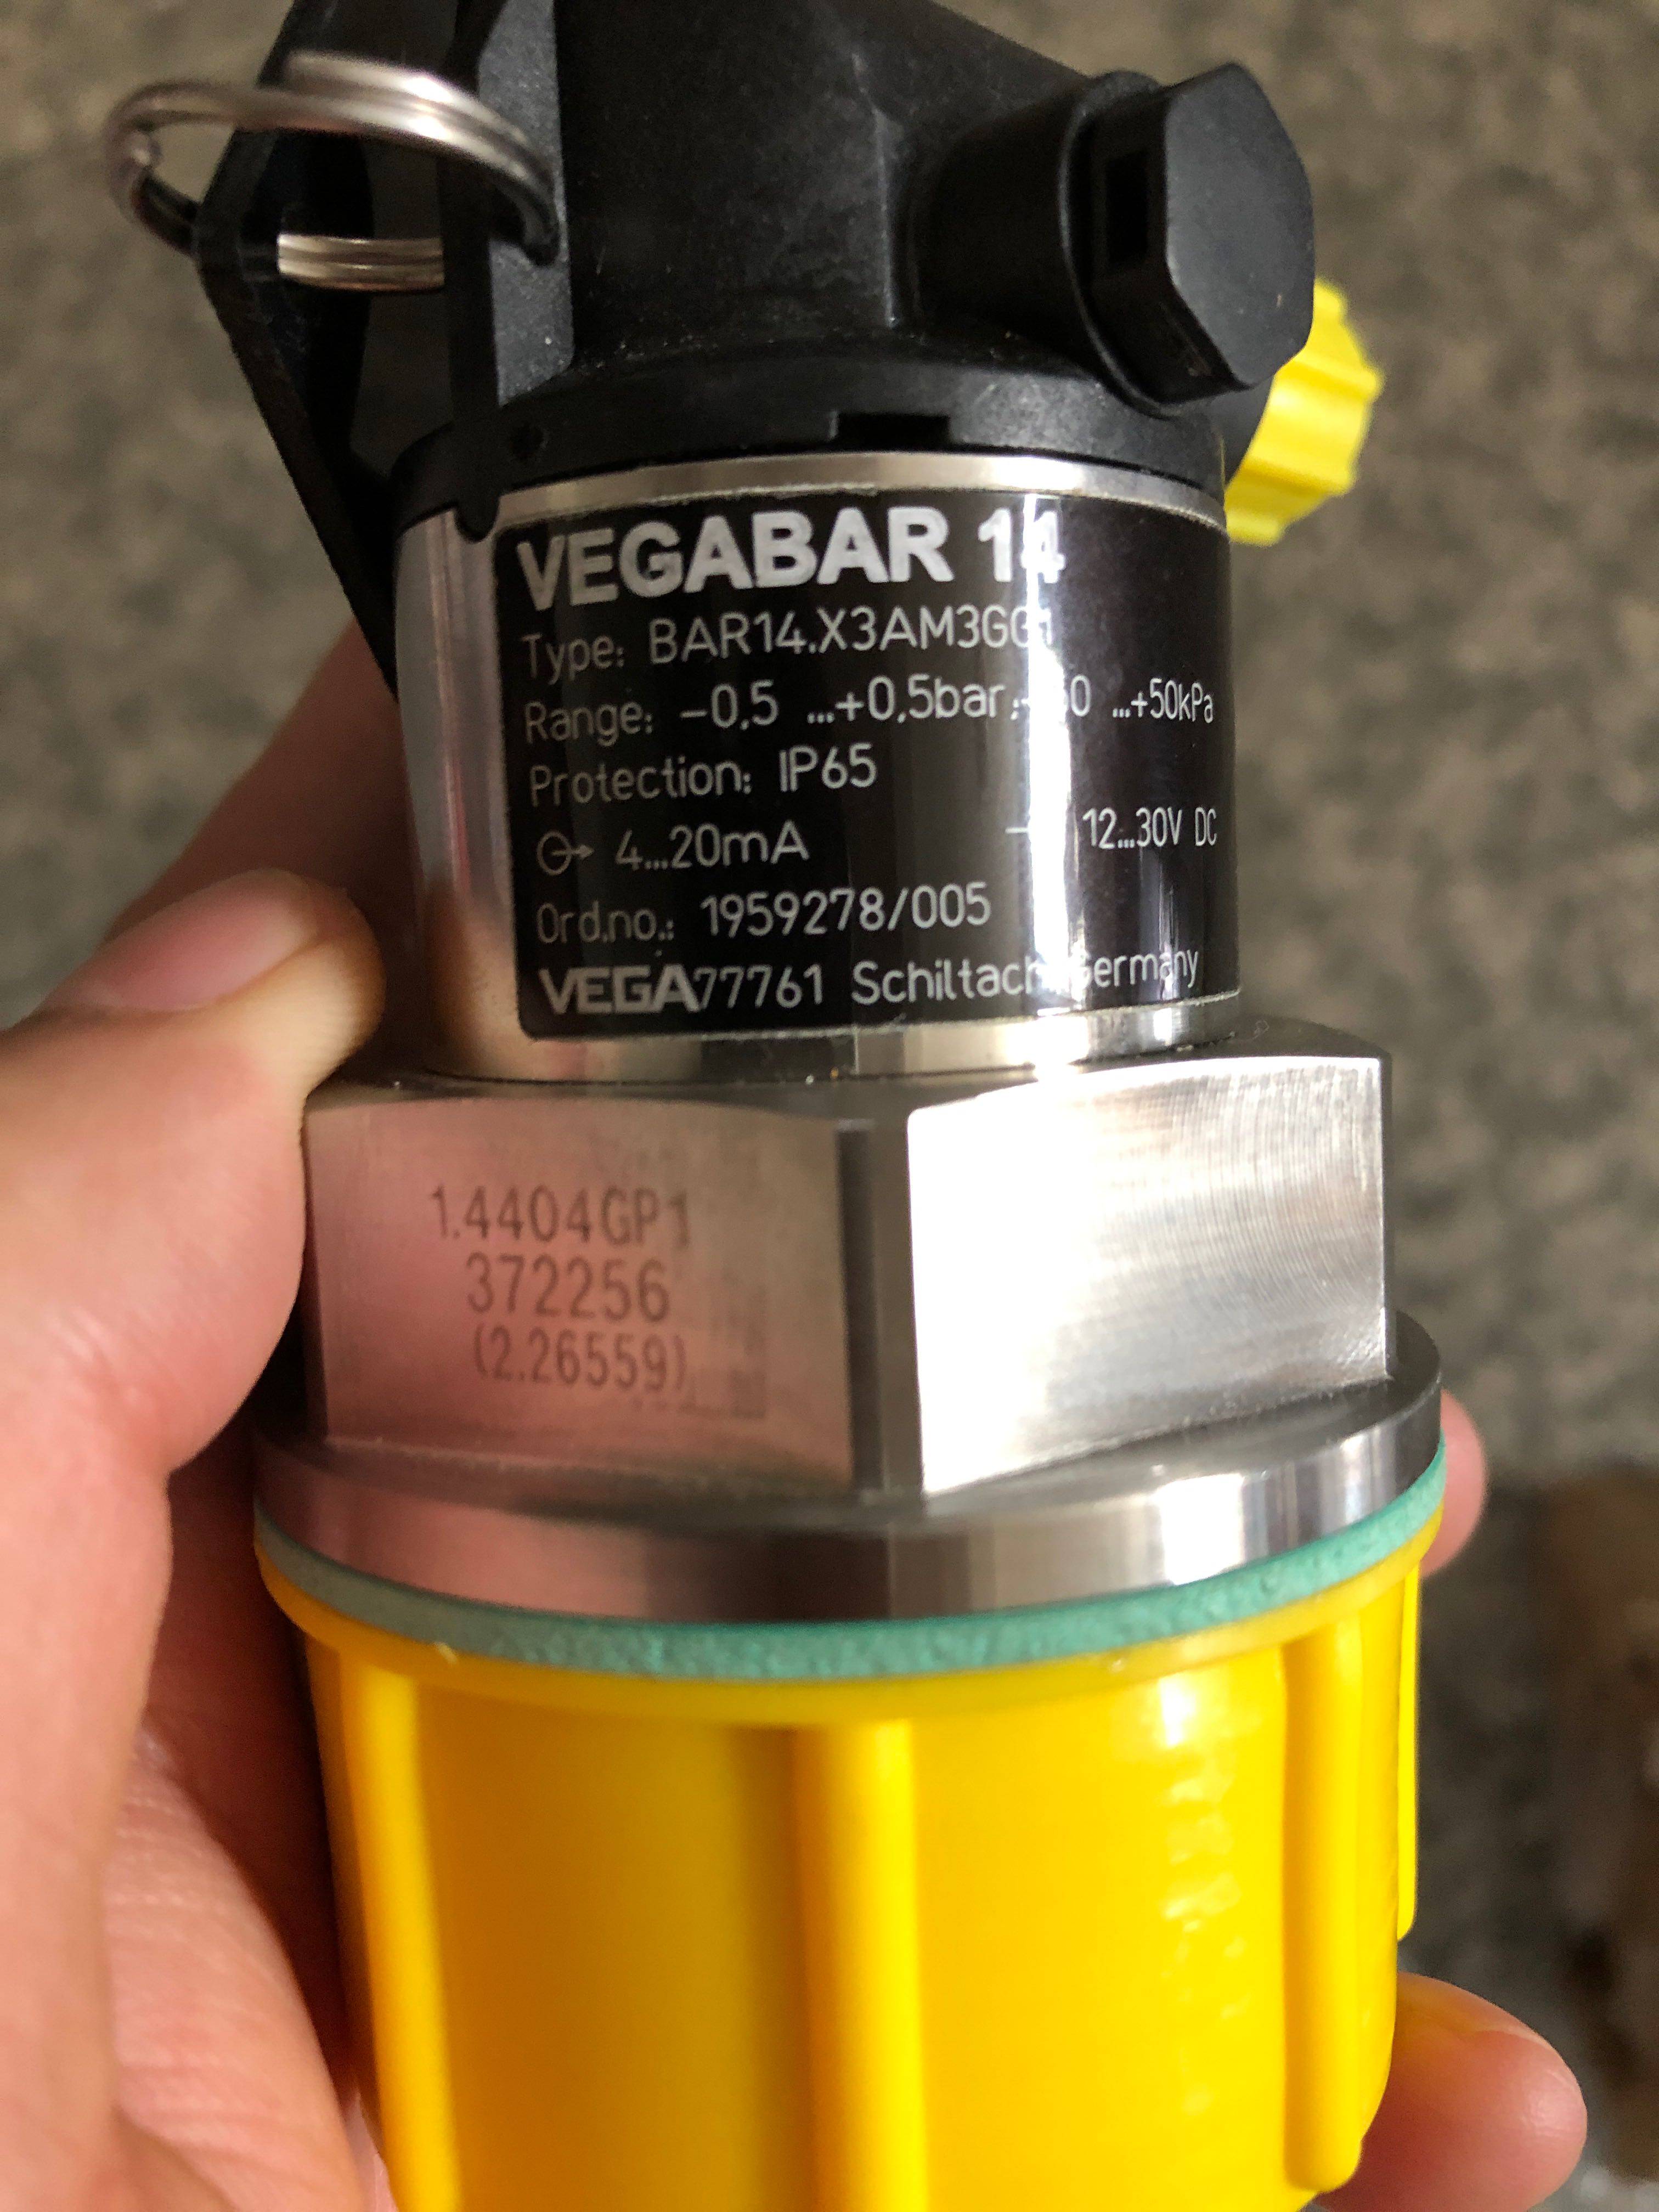 VEGABAR 14
Type: BAR14.X3AM3GG1
Range: -0,5 ...+0,5bar;-50 ...+50kPa
Protection: IP65
4...20mA 12...30V DC
Ord.no.: 1959278/005
VEGA 77761 Schiltach, Germany
1.4404GP1
372256
(2.26559)